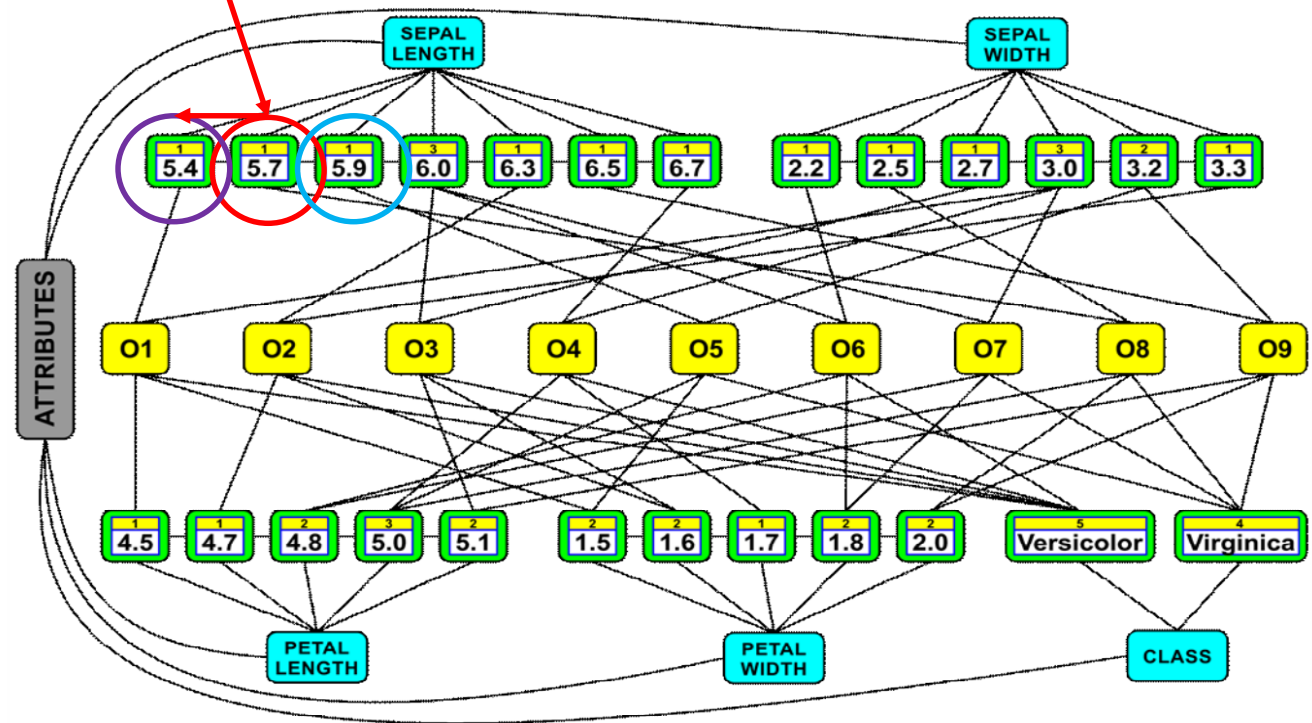 SEPAL
LENGTH
SEPAL
WIDTH
1 1 1 3 1 1 1 1 1 1 3 2 1
5.4 5.7 5.9 6.0 6.3 6.5 6.7 2.2 2.5 2.7 3.0 3.2 3.3
ATTRIBUTES
O1 O2 O3 O4 O5 O6 O7 O8 O9
1 1 2 3 2 2 2 1 2 2 5 4
4.5 4.7 4.8 5.0 5.1 1.5 1.6 1.7 1.8 2.0 Versicolor Virginica
PETAL
LENGTH
PETAL
WIDTH
CLASS